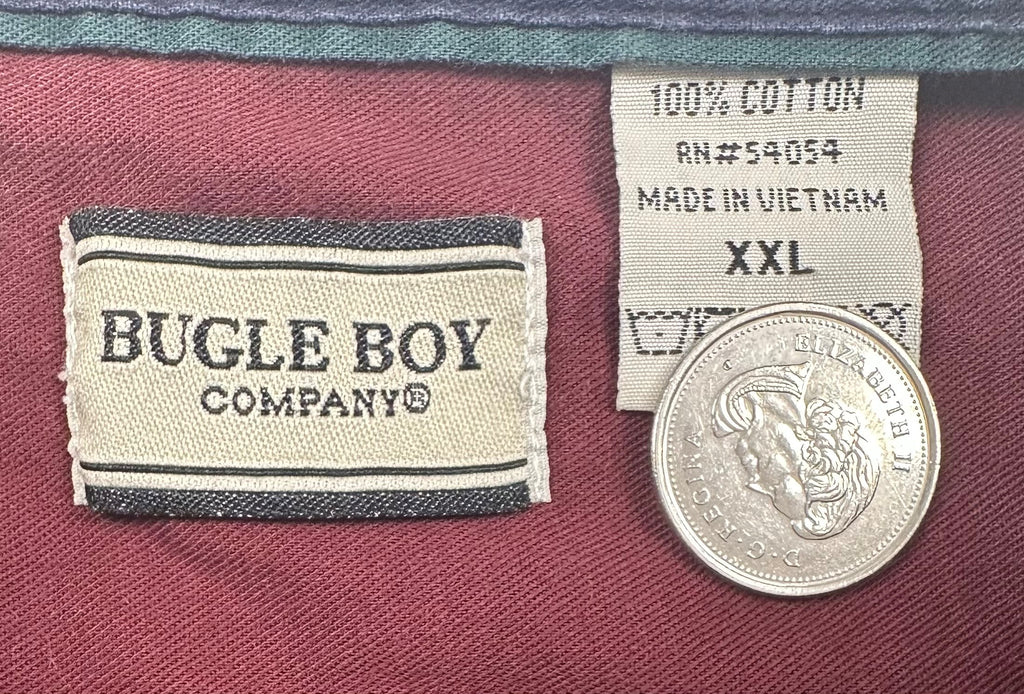 BUGLE BOY
COMPANY®
100% COTTON
RN#54054
MADE IN VIETNAM
XXL
ELIZABETH II
D·G·REGINA